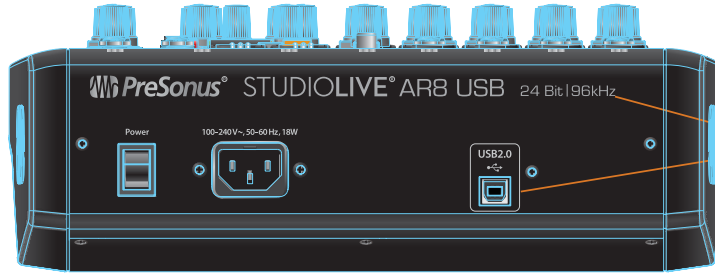 PreSonus® STUDIOLIVE® AR8 USB 24 Bit|96kHz
Power
100–240 V~, 50–60 Hz, 18W
USB2.0